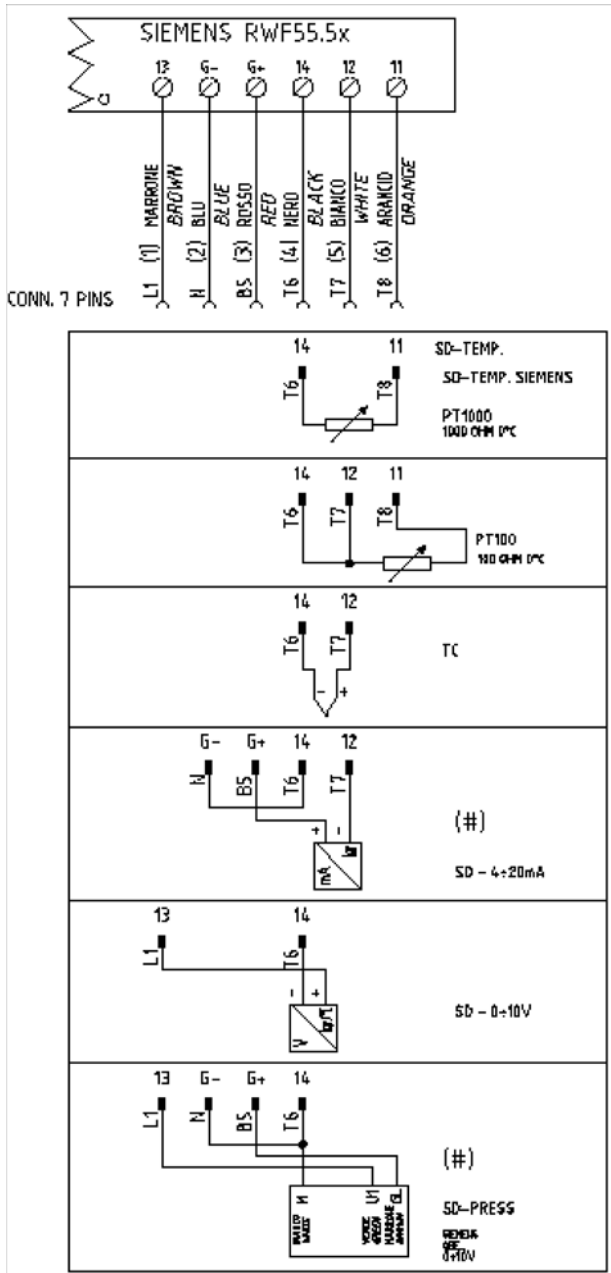 SIEMENS RWF55.5x
13 G- G+ 14 12 11
L1 (1) MARRONE
BROWN
N (2) BLU
BLUE
BS (3) ROSSO
RED
T6 (4) NERO
BLACK
T7 (5) BIANCO
WHITE
T8 (6) ARANCIO
ORANGE
CONN. 7 PINS
14 11 SD-TEMP.
T6 T8 SD-TEMP. SIEMENS
PT1000
1000 OHM 0°C
14 12 11
T6 T7 T8
PT100
100 OHM 0°C
14 12
T6 T7
TC
- +
G- G+ 14 12
N BS T6 T7
(#)
+ -
mA bar
SD - 4÷20mA
13 14
L1 T6
- +
V
SD - 0÷10V
13 G- G+ 14
L1 N BS T6
(#)
M U1
SD-PRESS
SIEMENS
0÷10V